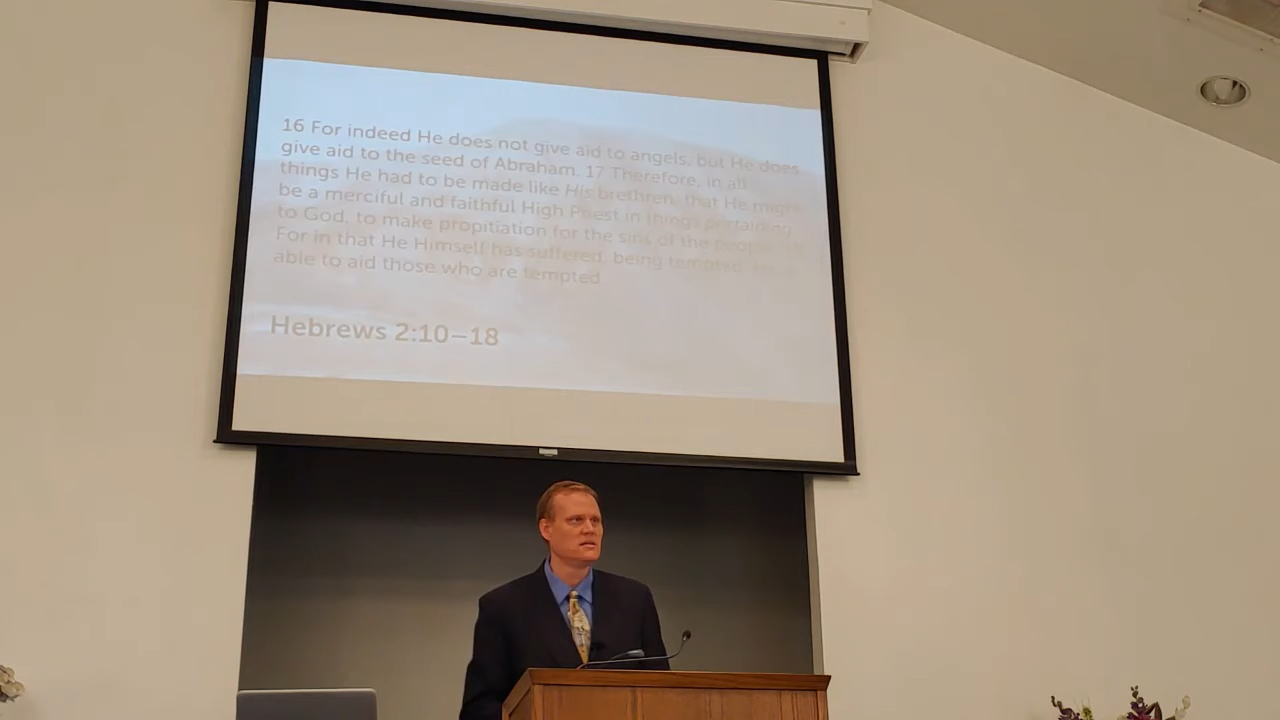 16 For indeed He does not give aid to angels, but He does
give aid to the seed of Abraham. 17 Therefore, in all
things He had to be made like His brethren, that He might
be a merciful and faithful High Priest in things pertaining
to God, to make propitiation for the sins of the people.
For in that He Himself has suffered, being tempted,
able to aid those who are tempted
Hebrews 2:10–18